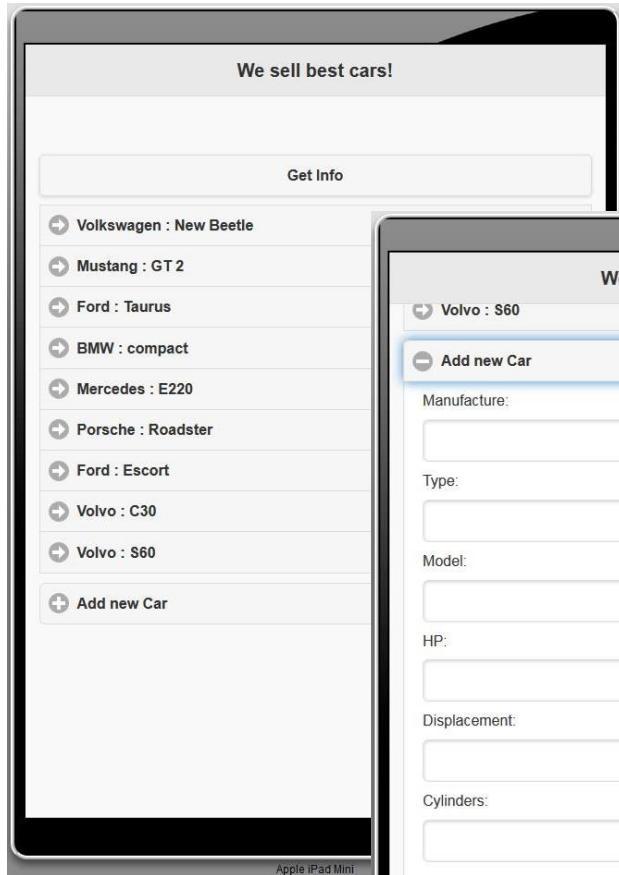 We sell best cars!
Get Info
Volkswagen : New Beetle
Mustang : GT 2
Ford : Taurus
BMW : compact
Mercedes : E220
Porsche : Roadster
Ford : Escort
Volvo : C30
Volvo : S60
Add new Car
Apple iPad Mini
W
Volvo : S60
Add new Car
Manufacture:
Type:
Model:
HP:
Displacement:
Cylinders: